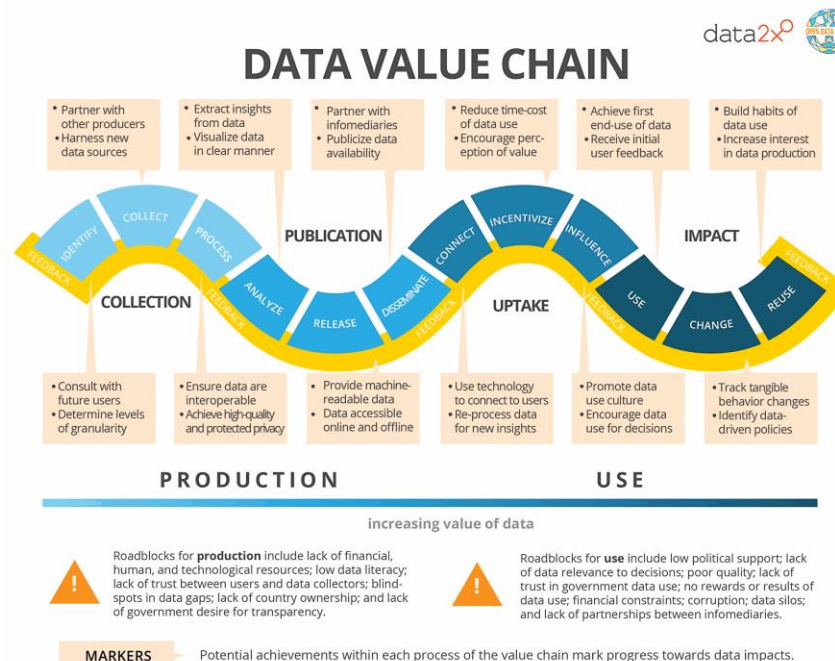 data2x
OPEN DATA
DATA VALUE CHAIN
• Partner with
other producers
• Harness new
data sources
• Extract insights
from data
• Visualize data
in clear manner
• Partner with
infomediaries
• Publicize data
availability
• Reduce time-cost
of data use
• Encourage perc-
eption of value
• Achieve first
end-use of data
• Receive initial
user feedback
• Build habits of
data use
• Increase interest
in data production
IDENTIFY
COLLECT
PROCESS
ANALYZE
RELEASE
DISSEMINATE
CONNECT
INCENTIVIZE
INFLUENCE
USE
CHANGE
REUSE
FEEDBACK
FEEDBACK
FEEDBACK
FEEDBACK
FEEDBACK
COLLECTION
PUBLICATION
UPTAKE
IMPACT
• Consult with
future users
• Determine levels
of granularity
• Ensure data are
interoperable
• Achieve high-quality
and protected privacy
• Provide machine-
readable data
• Data accessible
online and offline
• Use technology
to connect to users
• Re-process data
for new insights
• Promote data
use culture
• Encourage data
use for decisions
• Track tangible
behavior changes
• Identify data-
driven policies
PRODUCTION
USE
increasing value of data
!
Roadblocks for production include lack of financial,
human, and technological resources; low data literacy;
lack of trust between users and data collectors; blind-
spots in data gaps; lack of country ownership; and lack
of government desire for transparency.
!
Roadblocks for use include low political support; lack
of data relevance to decisions; poor quality; lack of
trust in government data use; no rewards or results of
data use; financial constraints; corruption; data silos;
and lack of partnerships between infomediaries.
MARKERS
Potential achievements within each process of the value chain mark progress towards data impacts.